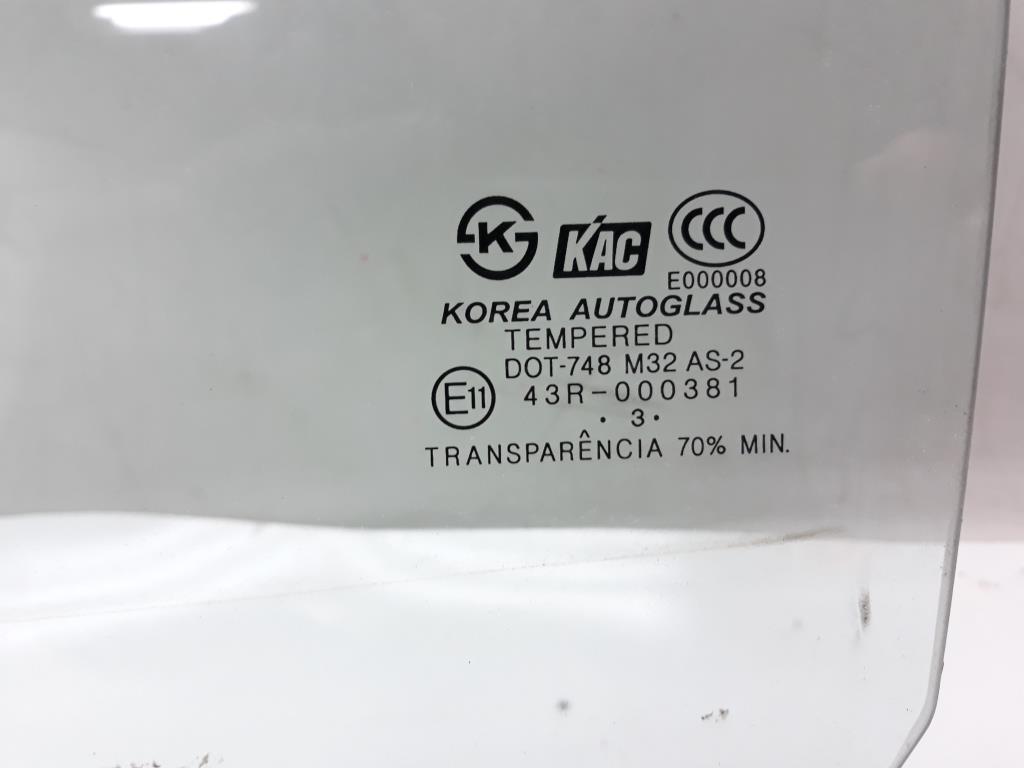 K KAC CCC
E000008
KOREA AUTOGLASS
TEMPERED
DOT-748 M32 AS-2
E11 43R-000381
· 3 ·
TRANSPARÊNCIA 70% MIN.